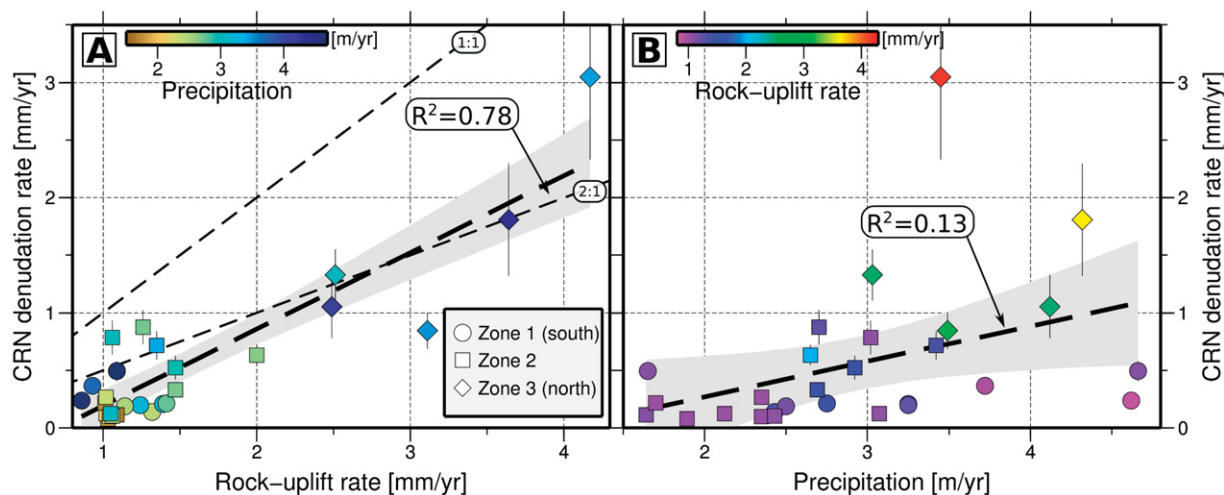 A
[m/yr]
2 3 4
Precipitation
1:1
R²=0.78
2:1
Zone 1 (south)
Zone 2
Zone 3 (north)
CRN denudation rate [mm/yr]
3
2
1
0
1 2 3 4
Rock-uplift rate [mm/yr]
B
[mm/yr]
1 2 3 4
Rock-uplift rate
R²=0.13
3
2
1
0
CRN denudation rate [mm/yr]
2 3 4
Precipitation [m/yr]